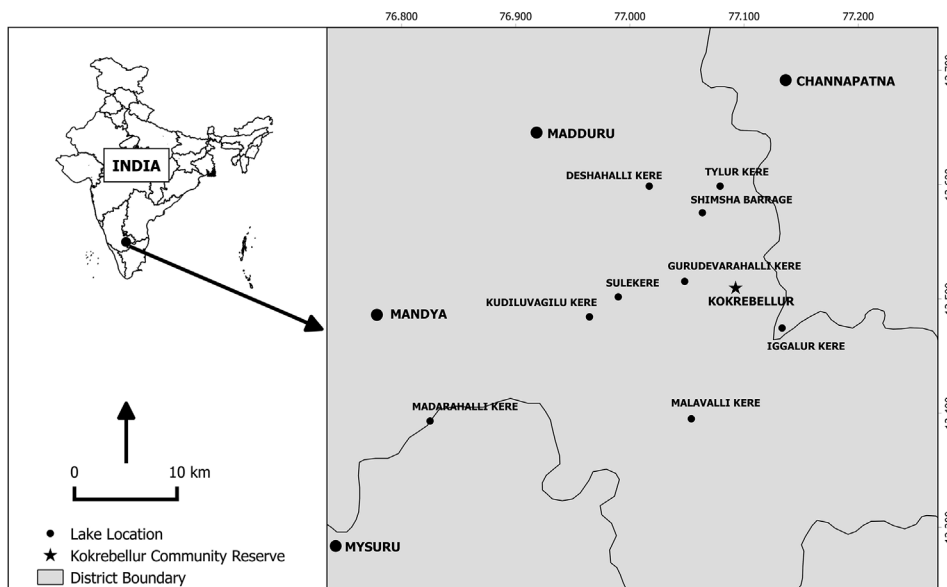 76.800 76.900 77.000 77.100 77.200
INDIA
CHANNAPATNA
MADDURU
DESHAHALLI KERE
TYLUR KERE
SHIMSHA BARRAGE
GURUDEVARAHALLI KERE
SULEKERE
KOKREBELLUR
KUDILUVAGILU KERE
MANDYA
IGGALUR KERE
MADARAHALLI KERE
MALAVALLI KERE
MYSURU
0 10 km
Lake Location
Kokrebellur Community Reserve
District Boundary